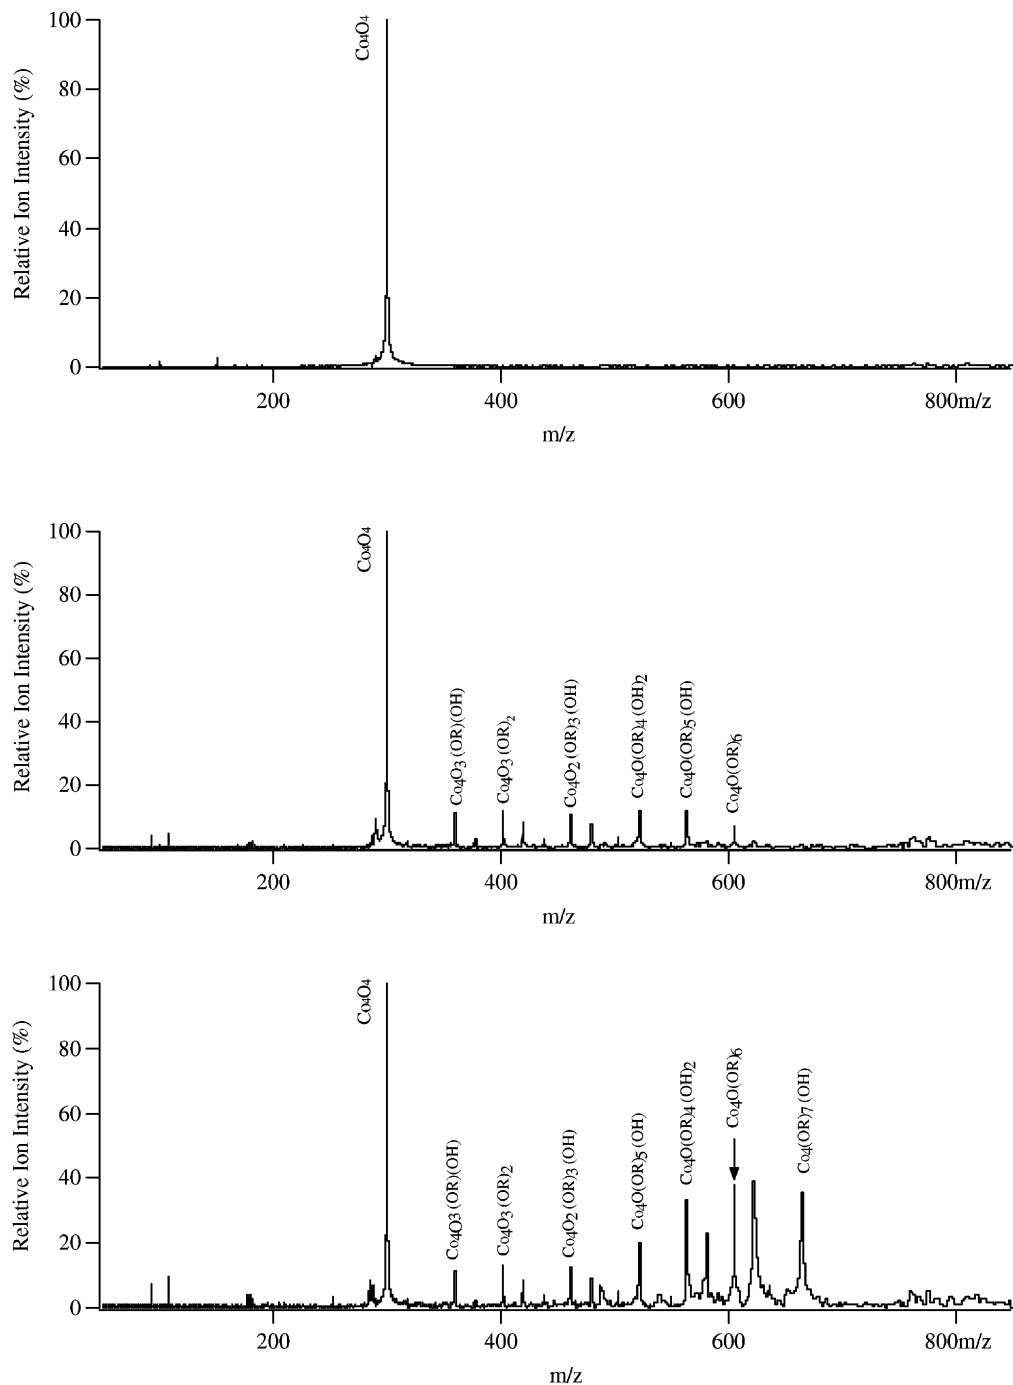 Relative Ion Intensity (%)
100
80
60
40
20
0
Co4O4
200 400 600 800m/z
m/z
Relative Ion Intensity (%)
100
80
60
40
20
0
Co4O4
Co4O3 (OR)(OH)
Co4O3 (OR)2
Co4O2 (OR)3 (OH)
Co4O(OR)4 (OH)2
Co4O(OR)5 (OH)
Co4O(OR)6
200 400 600 800m/z
m/z
Relative Ion Intensity (%)
100
80
60
40
20
0
Co4O4
Co4O3 (OR)(OH)
Co4O3 (OR)2
Co4O2 (OR)3 (OH)
Co4O(OR)5 (OH)
Co4O(OR)4 (OH)2
Co4O(OR)6
Co4(OR)7 (OH)
200 400 600 800m/z
m/z